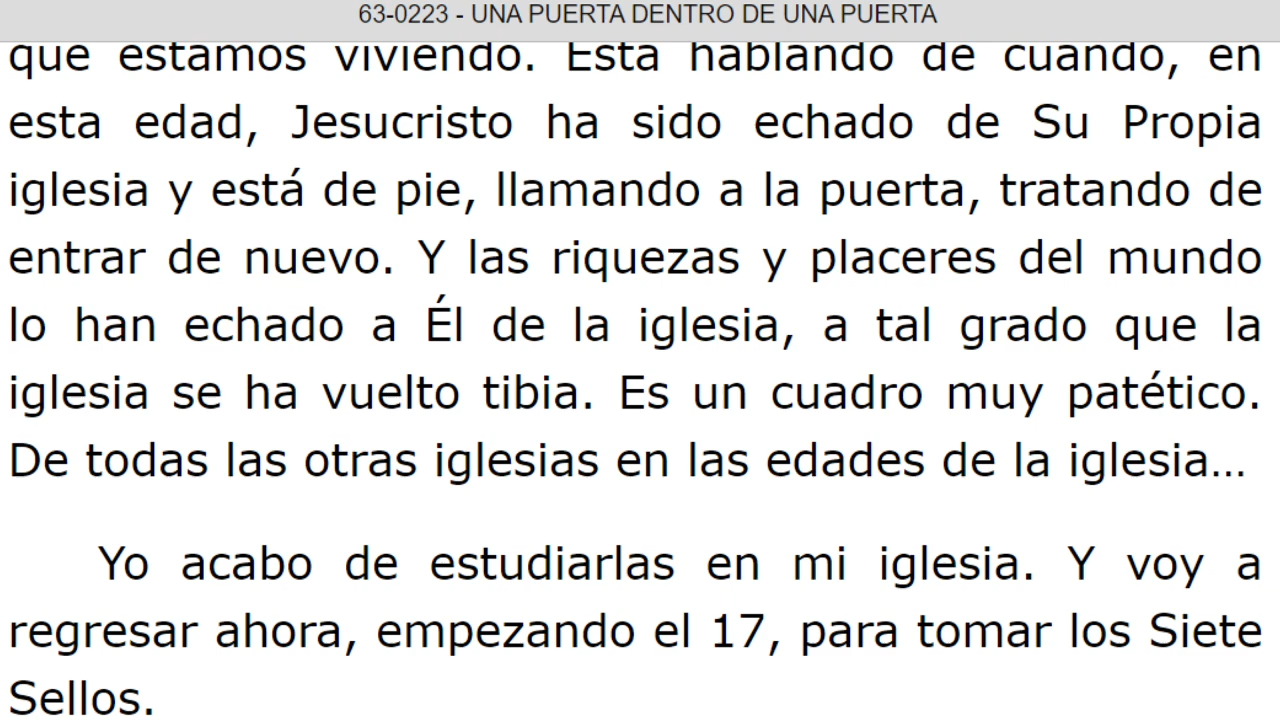 63-0223 - UNA PUERTA DENTRO DE UNA PUERTA
que estamos viviendo. Está hablando de cuando, en
esta edad, Jesucristo ha sido echado de Su Propia
iglesia y está de pie, llamando a la puerta, tratando de
entrar de nuevo. Y las riquezas y placeres del mundo
lo han echado a Él de la iglesia, a tal grado que la
iglesia se ha vuelto tibia. Es un cuadro muy patético.
De todas las otras iglesias en las edades de la iglesia...
Yo acabo de estudiarlas en mi iglesia. Y voy a
regresar ahora, empezando el 17, para tomar los Siete
Sellos.